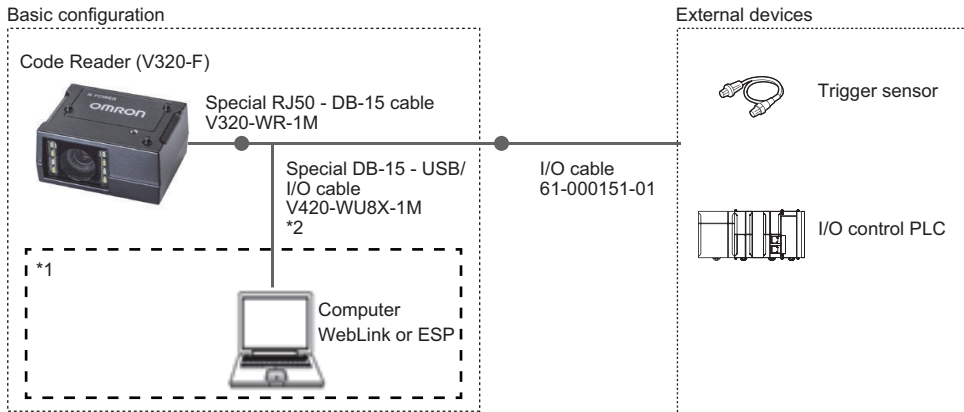 Basic configuration
External devices
Code Reader (V320-F)
POWER
OMRON
Special RJ50 - DB-15 cable
V320-WR-1M
Special DB-15 - USB/
I/O cable
V420-WU8X-1M
*2
I/O cable
61-000151-01
Trigger sensor
I/O control PLC
*1
Computer
WebLink or ESP